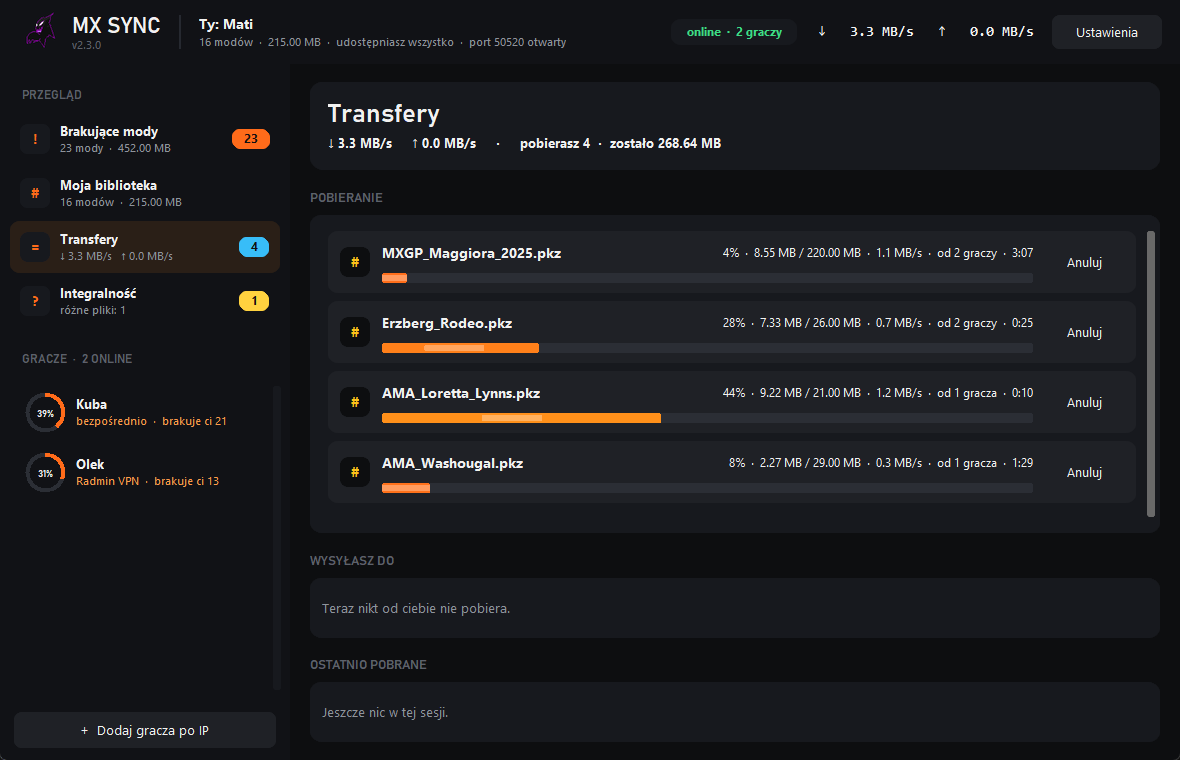 MX SYNC
v2.3.0
Ty: Mati
16 modów · 215.00 MB · udostępniasz wszystko · port 50520 otwarty
online · 2 graczy
↓ 3.3 MB/s ↑ 0.0 MB/s
Ustawienia
PRZEGLĄD
!
Brakujące mody
23 mody · 452.00 MB
23
#
Moja biblioteka
16 modów · 215.00 MB
=
Transfery
↓ 3.3 MB/s ↑ 0.0 MB/s
4
?
Integralność
różne pliki: 1
1
GRACZE · 2 ONLINE
39%
Kuba
bezpośrednio · brakuje ci 21
31%
Olek
Radmin VPN · brakuje ci 13
+ Dodaj gracza po IP
Transfery
↓ 3.3 MB/s ↑ 0.0 MB/s · pobierasz 4 · zostało 268.64 MB
POBIERANIE
#
MXGP_Maggiora_2025.pkz
4% · 8.55 MB / 220.00 MB · 1.1 MB/s · od 2 graczy · 3:07
Anuluj
#
Erzberg_Rodeo.pkz
28% · 7.33 MB / 26.00 MB · 0.7 MB/s · od 2 graczy · 0:25
Anuluj
#
AMA_Loretta_Lynns.pkz
44% · 9.22 MB / 21.00 MB · 1.2 MB/s · od 1 gracza · 0:10
Anuluj
#
AMA_Washougal.pkz
8% · 2.27 MB / 29.00 MB · 0.3 MB/s · od 1 gracza · 1:29
Anuluj
WYSYŁASZ DO
Teraz nikt od ciebie nie pobiera.
OSTATNIO POBRANE
Jeszcze nic w tej sesji.